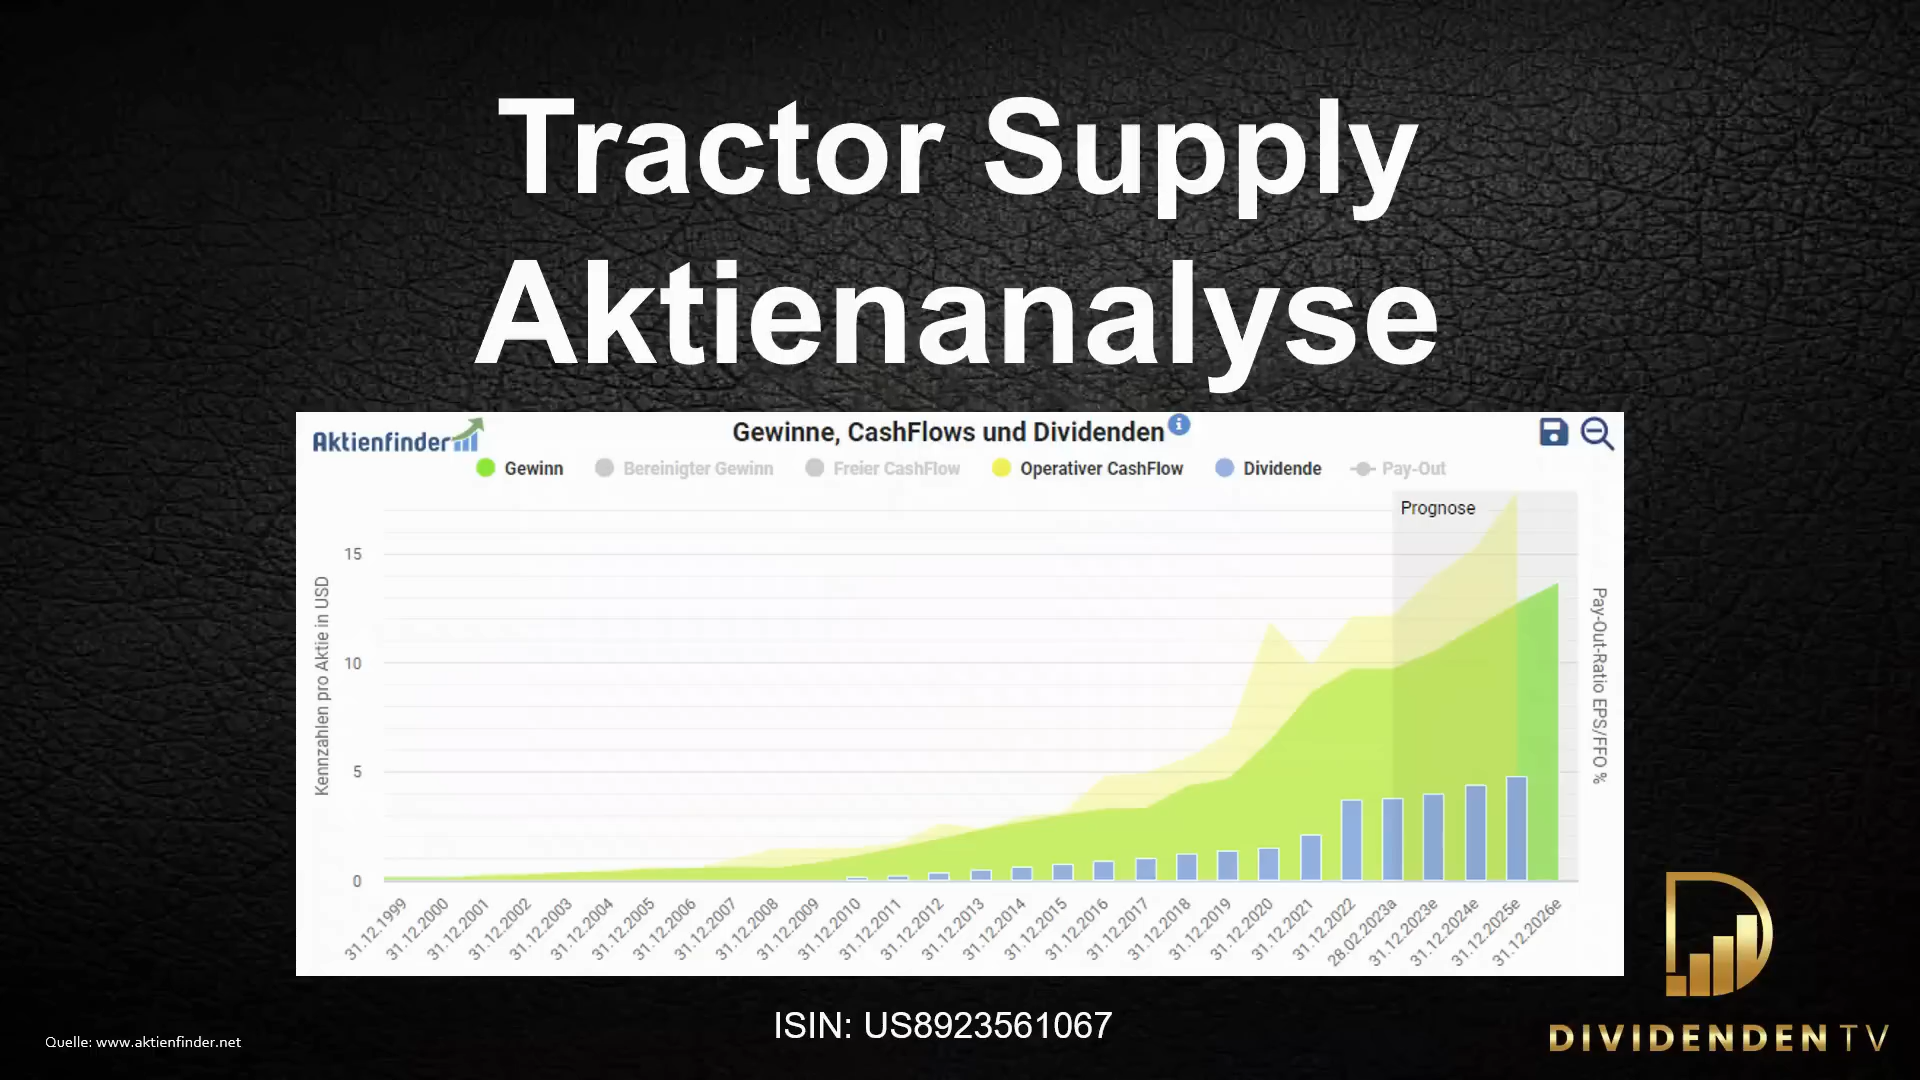 Tractor Supply
Aktienanalyse
Aktienfinder
Gewinne, CashFlows und Dividenden
i
Gewinn
Bereinigter Gewinn
Freier CashFlow
Operativer CashFlow
Dividende
Pay-Out
Prognose
Kennzahlen pro Aktie in USD
15
10
5
0
Pay-Out-Ratio EPS/FFO %
31.12.1999
31.12.2000
31.12.2001
31.12.2002
31.12.2003
31.12.2004
31.12.2005
31.12.2006
31.12.2007
31.12.2008
31.12.2009
31.12.2010
31.12.2011
31.12.2012
31.12.2013
31.12.2014
31.12.2015
31.12.2016
31.12.2017
31.12.2018
31.12.2019
31.12.2020
31.12.2021
31.12.2022
28.02.2023a
31.12.2023e
31.12.2024e
31.12.2025e
31.12.2026e
ISIN: US8923561067
Quelle: www.aktienfinder.net
DIVIDENDEN TV